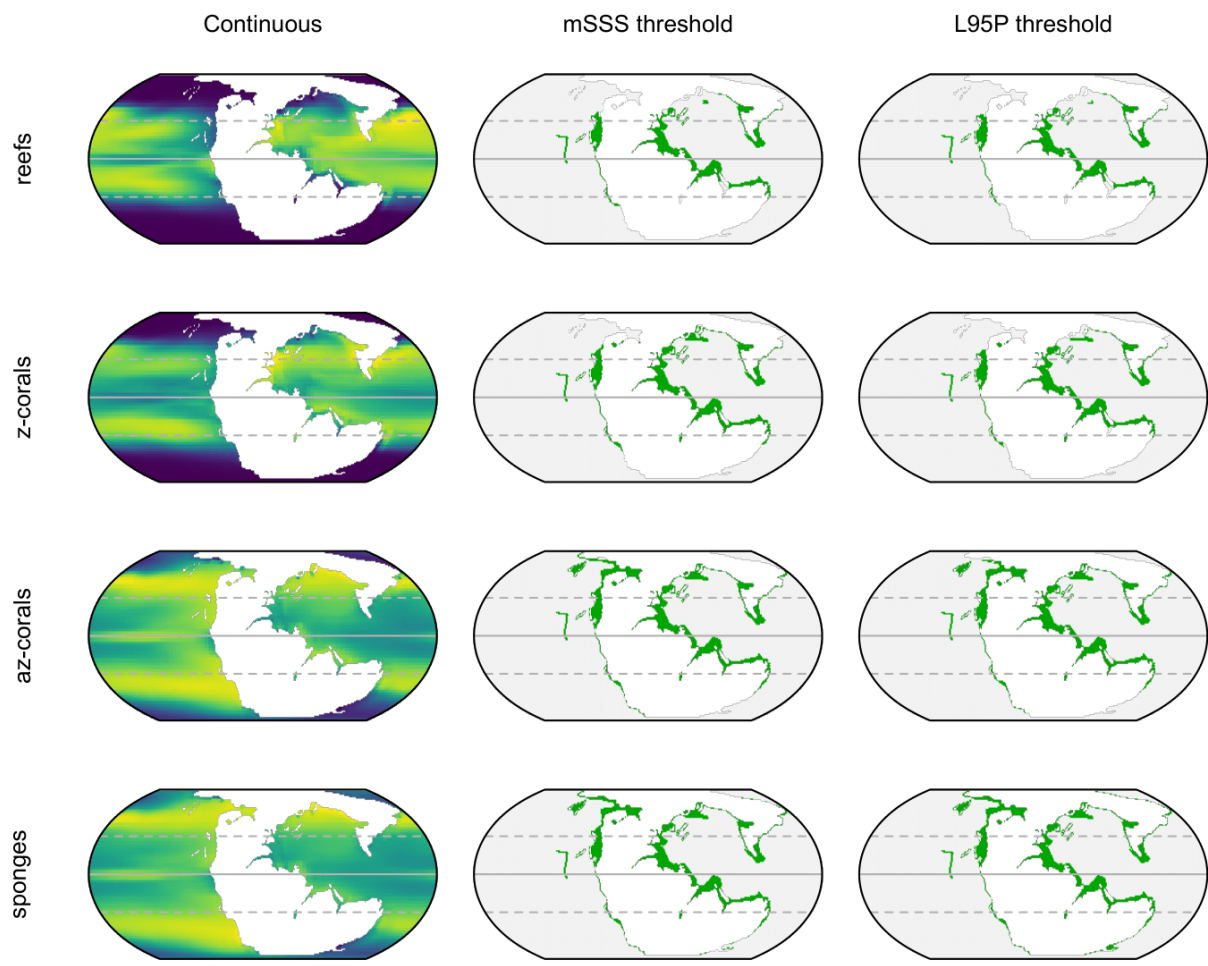 Continuous
mSSS threshold
L95P threshold
reefs
z-corals
az-corals
sponges